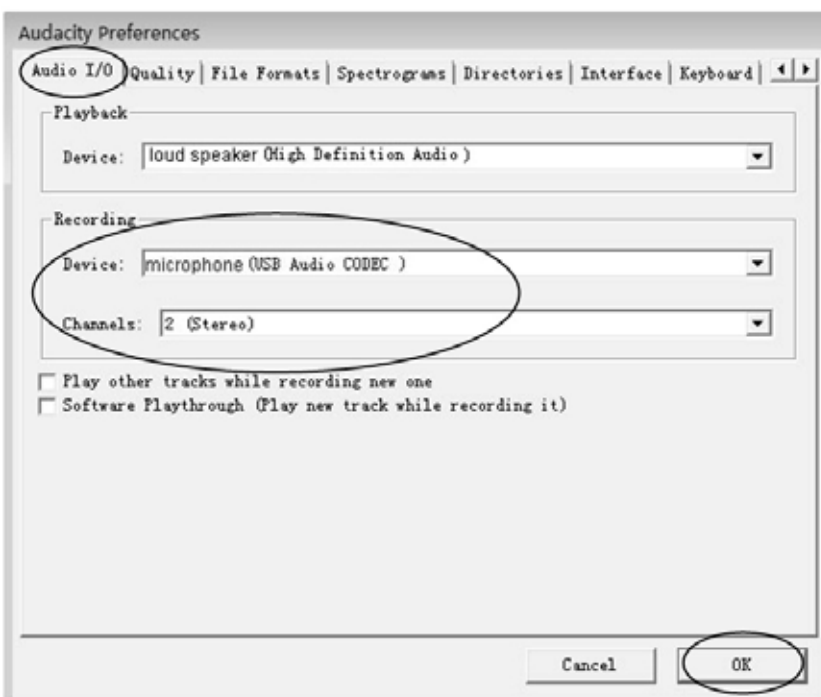 Audacity Preferences
Audio I/O Quality File Formats Spectrograms Directories Interface Keyboard
Playback
Device: loud speaker (High Definition Audio )
Recording
Device: microphone (USB Audio CODEC )
Channels: 2 (Stereo)
Play other tracks while recording new one
Software Playthrough (Play new track while recording it)
Cancel OK